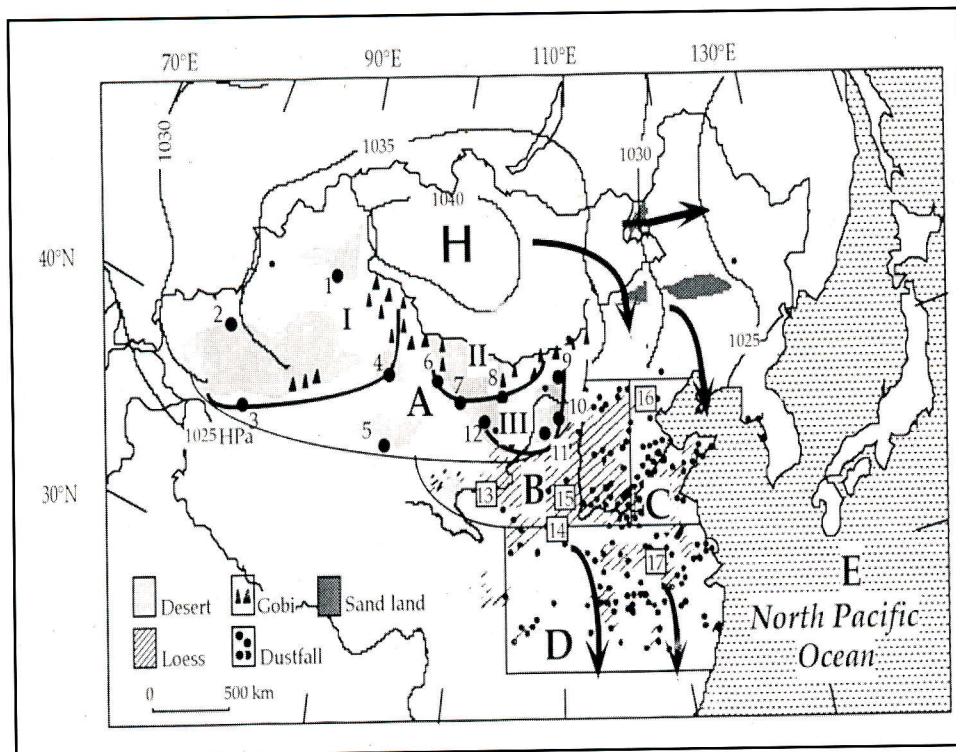 70°E 90°E 110°E 130°E
1030
1035
1030
1040
H
40°N
1
2
I
II
1025
4 6 8 9
A 7
3
16
10
III
12
1025 HPa
5
11
B
30°N
13 15 C
14
17
E
Desert Gobi Sand land
North Pacific
Ocean
Loess Dustfall
D
0 500 km